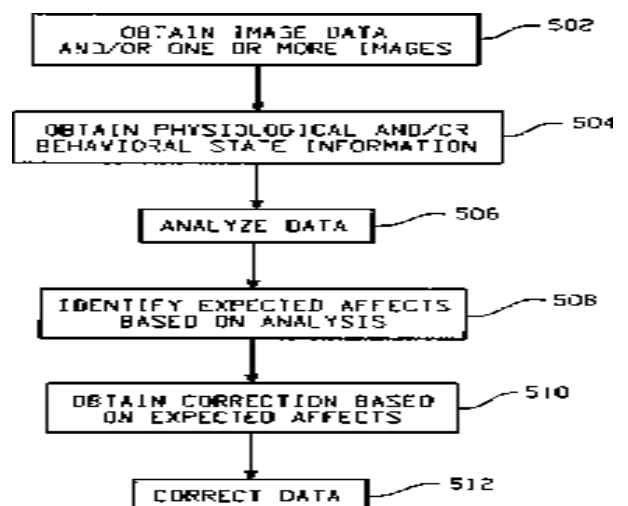 OBTAIN IMAGE DATA
AND/OR ONE OR MORE IMAGES
502
OBTAIN PHYSIOLOGICAL AND/OR
BEHAVIORAL STATE INFORMATION
504
ANALYZE DATA
506
IDENTIFY EXPECTED AFFECTS
BASED ON ANALYSIS
508
OBTAIN CORRECTION BASED
ON EXPECTED AFFECTS
510
CORRECT DATA
512